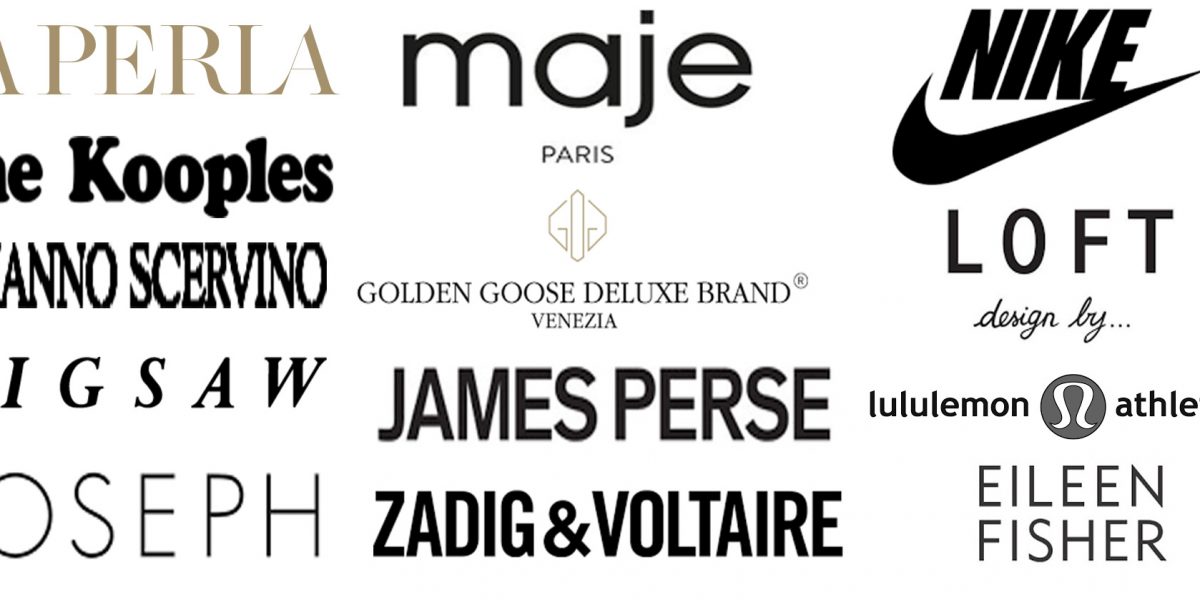 A PERLA
he Kooples
ANNO SCERVINO
IGSAW
OSEPH
maje
PARIS
GOLDEN GOOSE DELUXE BRAND®
VENEZIA
JAMES PERSE
ZADIG & VOLTAIRE
NIKE
LOFT
design by...
lululemon athle
EILEEN
FISHER